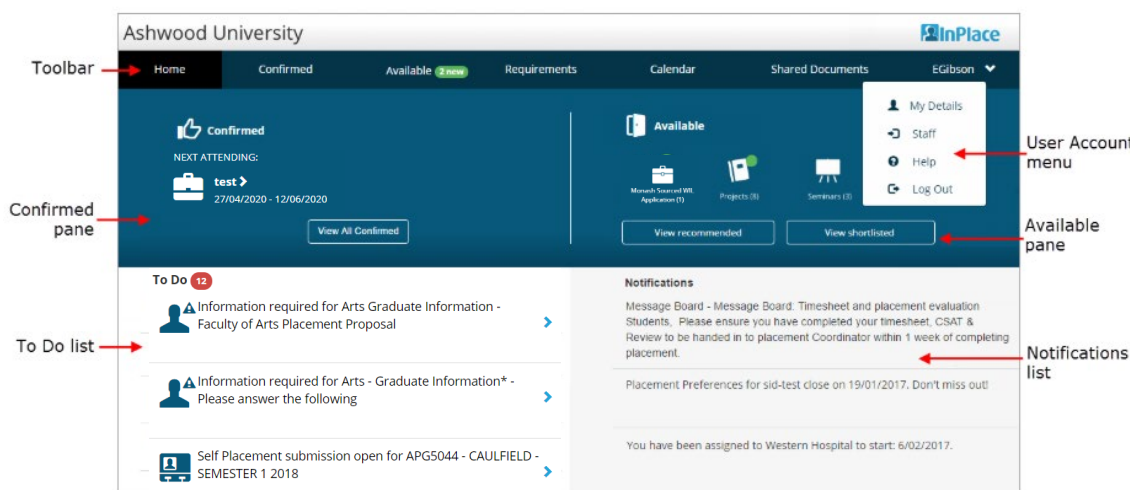 Ashwood University
InPlace
Toolbar
Home
Confirmed
Available 2 new
Requirements
Calendar
Shared Documents
EGibson
My Details
Staff
Help
Log Out
User Account
menu
Confirmed
NEXT ATTENDING:
test
27/04/2020 - 12/06/2020
View All Confirmed
Confirmed
pane
Available
Monash Sourced WIL
Application (1)
Projects (6)
Seminars (3)
View recommended
View shortlisted
Available
pane
To Do 12
Information required for Arts Graduate Information -
Faculty of Arts Placement Proposal
Information required for Arts - Graduate Information* -
Please answer the following
Self Placement submission open for APG5044 - CAULFIELD -
SEMESTER 1 2018
To Do list
Notifications
Message Board - Message Board: Timesheet and placement evaluation
Students, Please ensure you have completed your timesheet, CSAT &
Review to be handed in to placement Coordinator within 1 week of completing
placement.
Placement Preferences for sid-test close on 19/01/2017. Don't miss out!
You have been assigned to Western Hospital to start: 6/02/2017.
Notifications
list